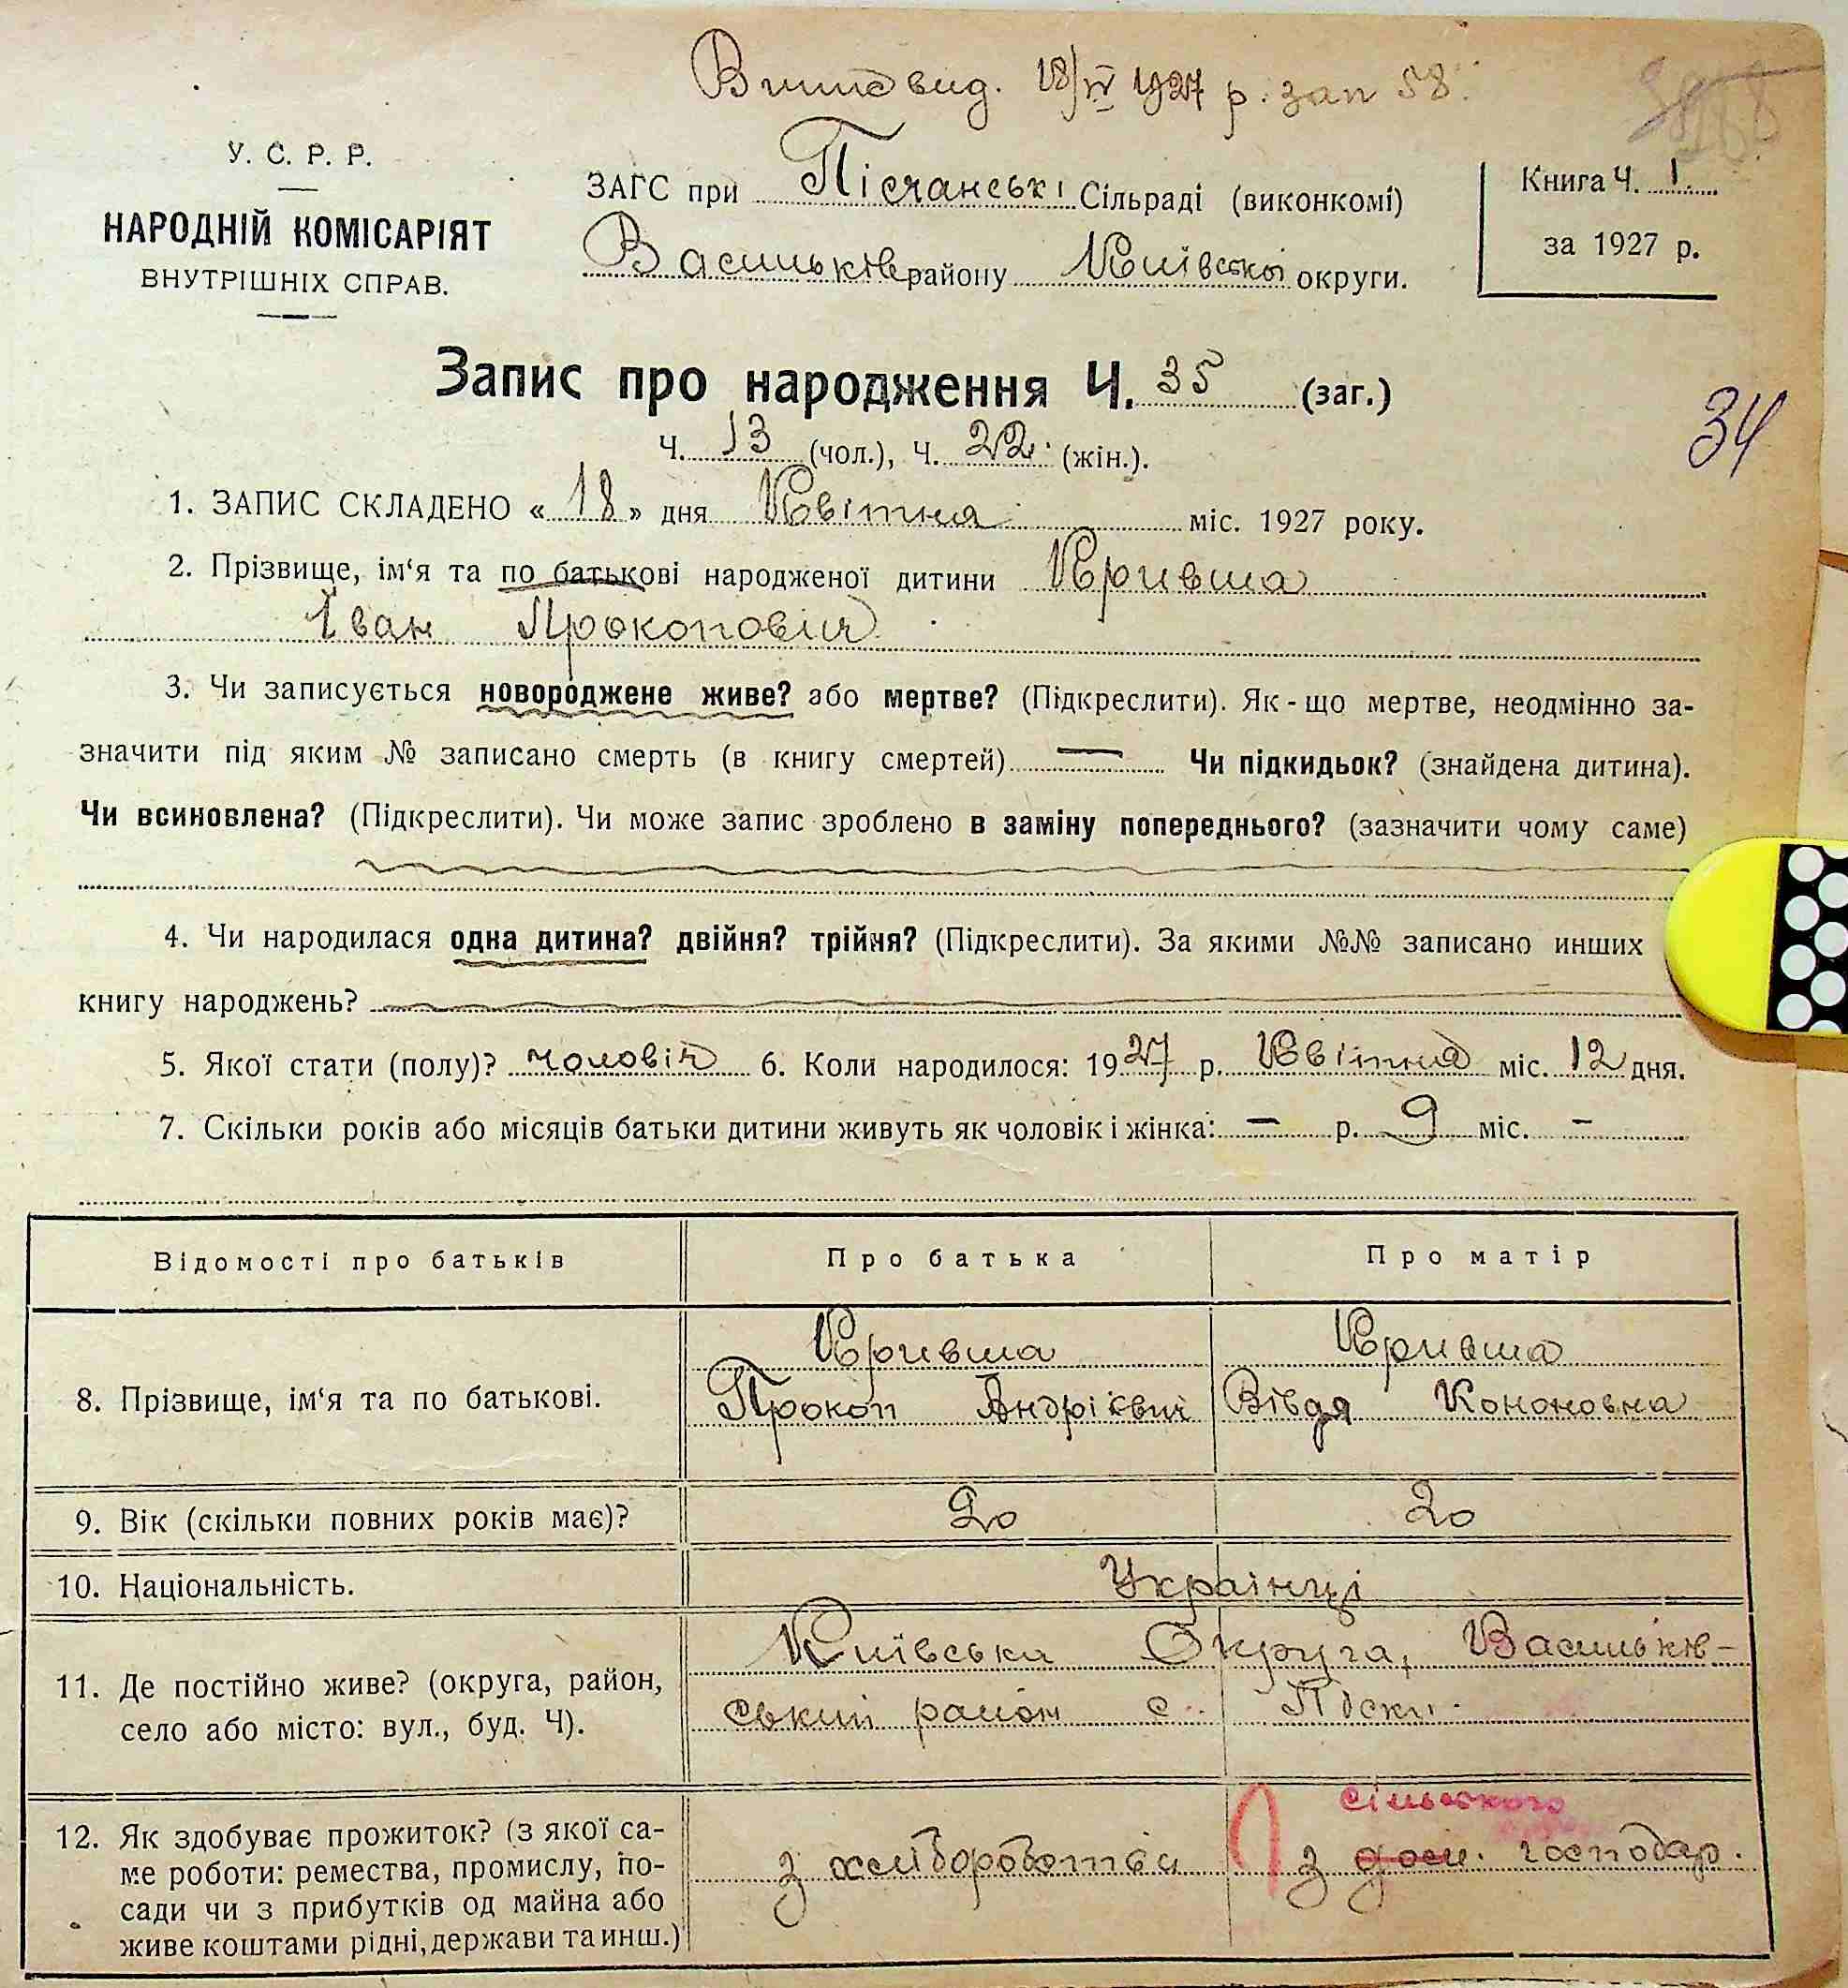 вид. 18/IV 1927 р. зап 58.
У. С. Р. Р.
НАРОДНІЙ КОМІСАРІЯТ
ВНУТРІШНІХ СПРАВ.
ЗАГС при Пісчанські Сільраді (виконкомі)
Васильків району Київської округи.
Книга Ч. 1.
за 1927 р.
Запис про народження Ч. 35 (заг.)
34
Ч. 13 (чол.), Ч. 22 (жін.).
1. ЗАПИС СКЛАДЕНО « 18 » дня Квітня міс. 1927 року.
2. Прізвище, ім‘я та по батькові народженої дитини Кривша
Іван Прокопович
3. Чи записується новороджене живе? або мертве? (Підкреслити). Як-що мертве, неодмінно за-
значити під яким № записано смерть (в книгу смертей) — Чи підкидьок? (знайдена дитина).
Чи всиновлена? (Підкреслити). Чи може запис зроблено в заміну попереднього? (зазначити чому саме)
4. Чи народилася одна дитина? двійня? трійня? (Підкреслити). За якими №№ записано инших
книгу народжень?
5. Якої стати (полу)? чоловіч 6. Коли народилося: 1927 р. Квітня міс. 12 дня.
7. Скільки років або місяців батьки дитини живуть як чоловік і жінка: — р. 9 міс. –
Відомості про батьків Про батька Про матір
8. Прізвище, ім‘я та по батькові.
Кривша
Прокоп Андрієвич
Кривша
Вівдя Кононовна
9. Вік (скільки повних років має)? 20 20
10. Національність. Українці
11. Де постійно живе? (округа, район,
село або місто: вул., буд. Ч).
Київська Округа, Васильків-
ський район с. Піски.
12. Як здобуває прожиток? (з якої са-
ме роботи: ремества, промислу, по-
сади чи з прибутків од майна або
живе коштами рідні, держави та инш.)
з хліборобства
сільського
з дом. господар.